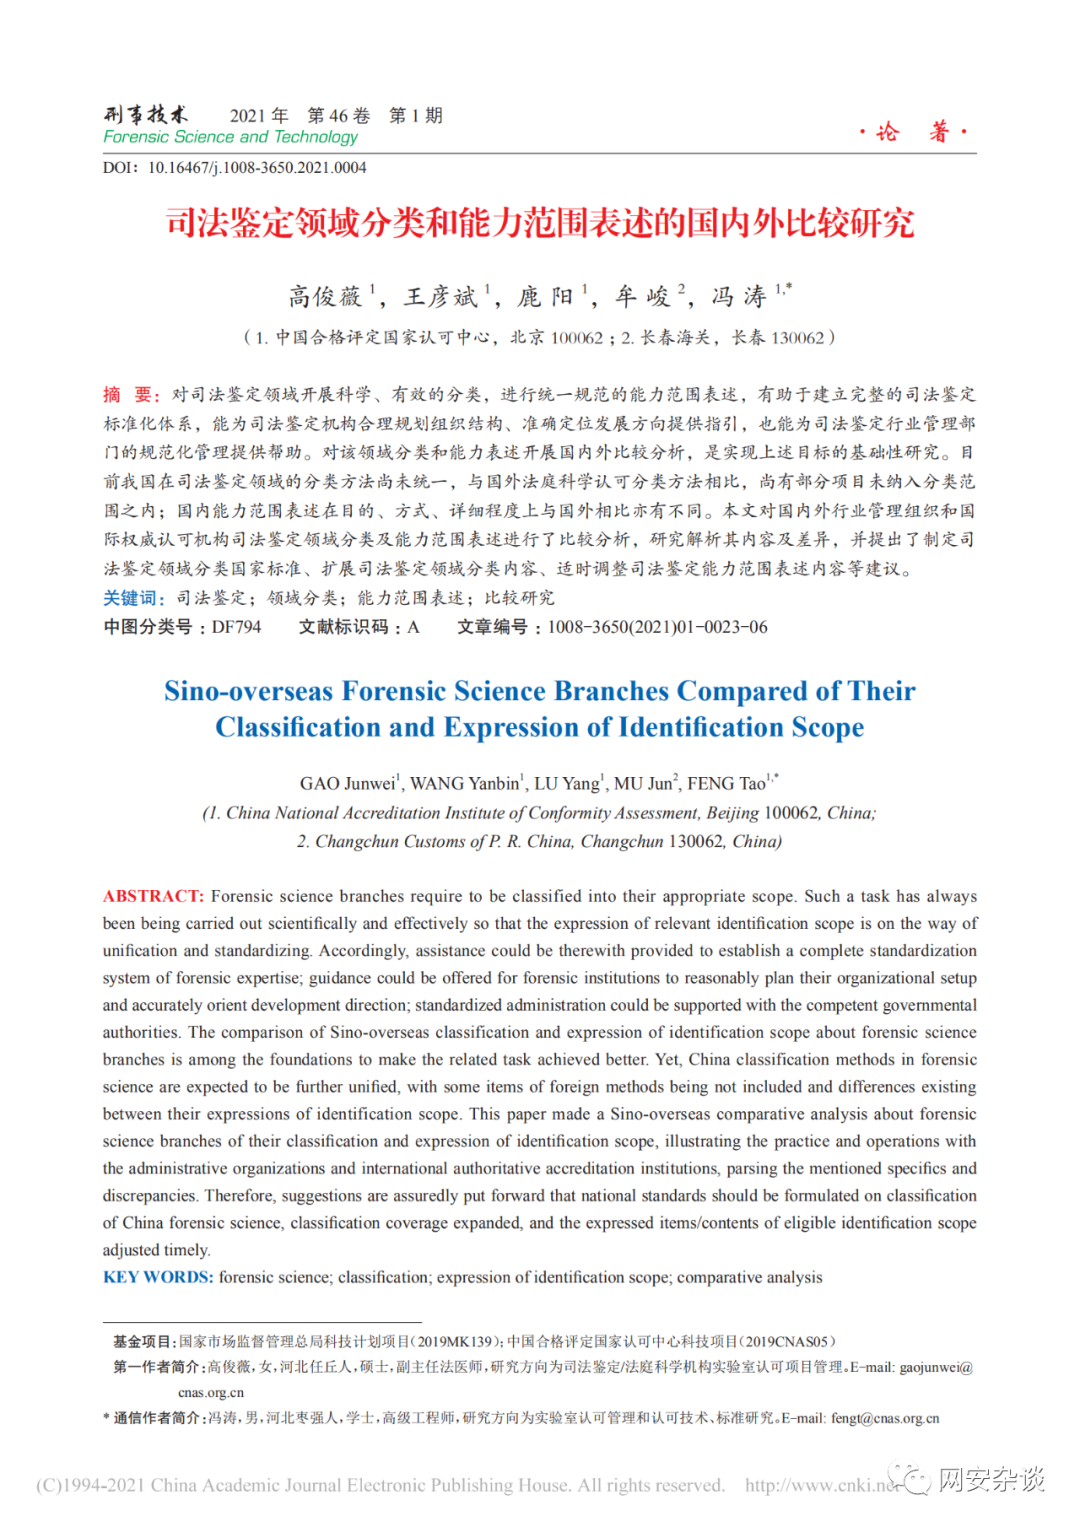 刑事技术 2021年 第46卷 第1期
Forensic Science and Technology
·论 著·
DOI：10.16467/j.1008-3650.2021.0004
司法鉴定领域分类和能力范围表述的国内外比较研究
高俊薇1，王彦斌1，鹿 阳1，牟 峻2，冯 涛1,*
（1. 中国合格评定国家认可中心，北京 100062；2. 长春海关，长春 130062）
摘 要：对司法鉴定领域开展科学、有效的分类，进行统一规范的能力范围表述，有助于建立完整的司法鉴定
标准化体系，能为司法鉴定机构合理规划组织结构、准确定位发展方向提供指引，也能为司法鉴定行业管理部
门的规范化管理提供帮助。对该领域分类和能力表述开展国内外比较分析，是实现上述目标的基础性研究。目
前我国在司法鉴定领域的分类方法尚未统一，与国外法庭科学认可分类方法相比，尚有部分项目未纳入分类范
围之内；国内能力范围表述在目的、方式、详细程度上与国外相比亦有不同。本文对国内外行业管理组织和国
际权威认可机构司法鉴定领域分类及能力范围表述进行了比较分析，研究解析其内容及差异，并提出了制定司
法鉴定领域分类国家标准、扩展司法鉴定领域分类内容、适时调整司法鉴定能力范围表述内容等建议。
关键词：司法鉴定；领域分类；能力范围表述；比较研究
中图分类号：DF794 文献标识码：A 文章编号：1008-3650(2021)01-0023-06
Sino-overseas Forensic Science Branches Compared of Their
Classification and Expression of Identification Scope
GAO Junwei1, WANG Yanbin1, LU Yang1, MU Jun2, FENG Tao1,*
(1. China National Accreditation Institute of Conformity Assessment, Beijing 100062, China;
2. Changchun Customs of P. R. China, Changchun 130062, China)
ABSTRACT: Forensic science branches require to be classified into their appropriate scope. Such a task has always
been being carried out scientifically and effectively so that the expression of relevant identification scope is on the way of
unification and standardizing. Accordingly, assistance could be therewith provided to establish a complete standardization
system of forensic expertise; guidance could be offered for forensic institutions to reasonably plan their organizational setup
and accurately orient development direction; standardized administration could be supported with the competent governmental
authorities. The comparison of Sino-overseas classification and expression of identification scope about forensic science
branches is among the foundations to make the related task achieved better. Yet, China classification methods in forensic
science are expected to be further unified, with some items of foreign methods being not included and differences existing
between their expressions of identification scope. This paper made a Sino-overseas comparative analysis about forensic
science branches of their classification and expression of identification scope, illustrating the practice and operations with
the administrative organizations and international authoritative accreditation institutions, parsing the mentioned specifics and
discrepancies. Therefore, suggestions are assuredly put forward that national standards should be formulated on classification
of China forensic science, classification coverage expanded, and the expressed items/contents of eligible identification scope
adjusted timely.
KEY WORDS: forensic science; classification; expression of identification scope; comparative analysis
基金项目：国家市场监督管理总局科技计划项目（2019MK139）；中国合格评定国家认可中心科技项目（2019CNAS05）
第一作者简介：高俊薇，女，河北任丘人，硕士，副主任法医师，研究方向为司法鉴定/法庭科学机构实验室认可项目管理。E-mail: gaojunwei@
cnas.org.cn
* 通信作者简介：冯涛，男，河北枣强人，学士，高级工程师，研究方向为实验室认可管理和认可技术、标准研究。E-mail: fengt@cnas.org.cn
(C)1994-2021 China Academic Journal Electronic Publishing House. All rights reserved. http://www.cnki.net
网安杂谈